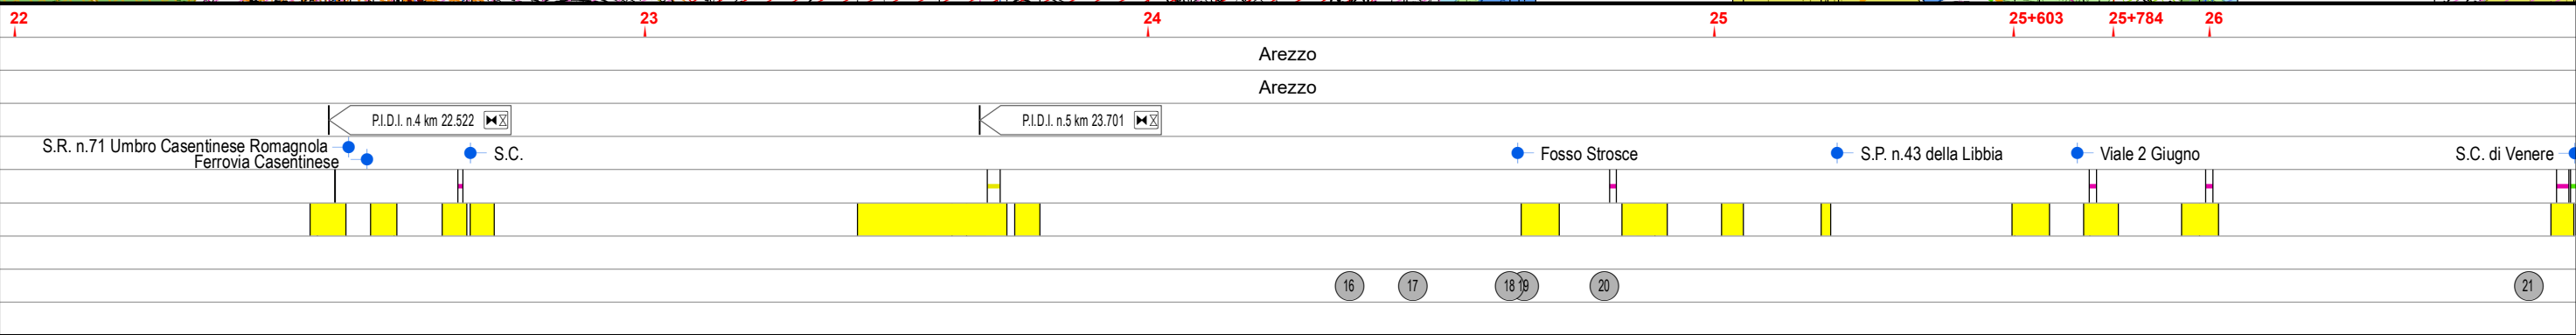 22 23 24 25 25+603 25+784 26
Arezzo
Arezzo
P.I.D.I. n.4 km 22.522 P.I.D.I. n.5 km 23.701
S.R. n.71 Umbro Casentinese Romagnola
Ferrovia Casentinese
S.C. Fosso Strosce S.P. n.43 della Libbia Viale 2 Giugno S.C. di Venere
16 17 18 19 20 21